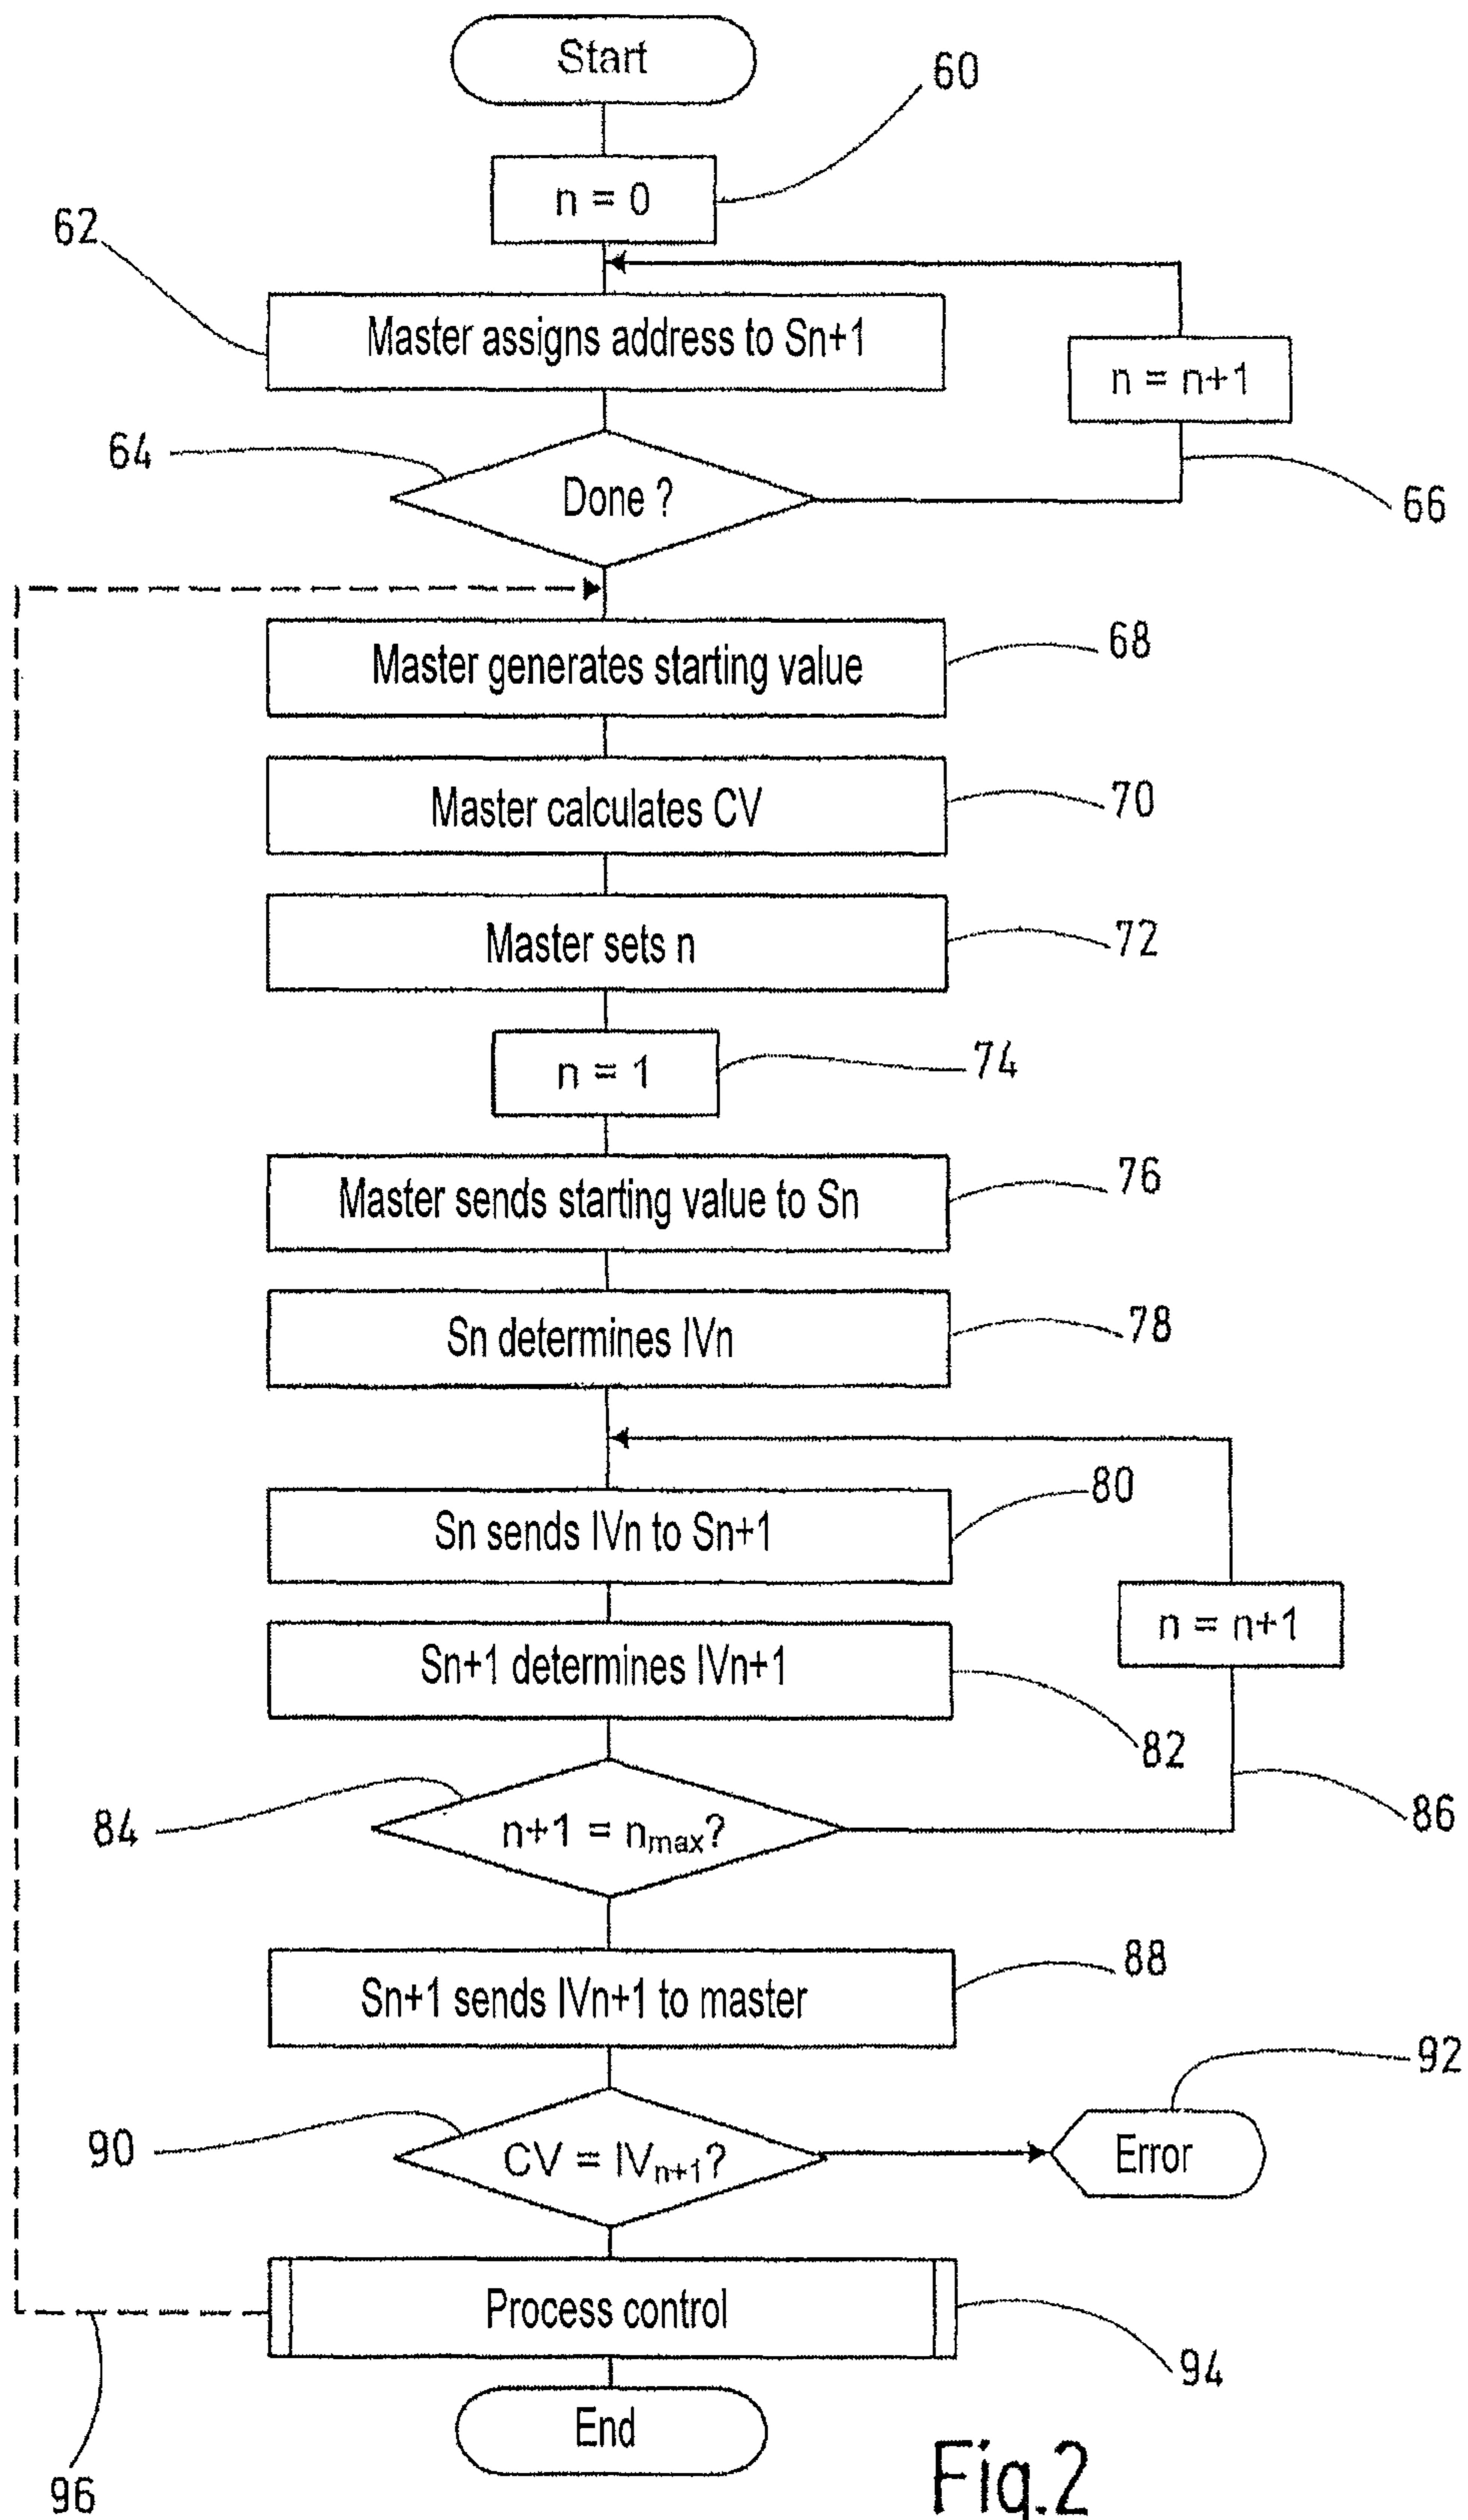 Start
60
n = 0
62
Master assigns address to Sn+1
n = n+1
64
Done ?
66
Master generates starting value
68
Master calculates CV
70
Master sets n
72
n = 1
74
Master sends starting value to Sn
76
Sn determines IVn
78
80
Sn sends IVn to Sn+1
n = n+1
Sn+1 determines IVn+1
82
84
n+1 = nmax?
86
Sn+1 sends IVn+1 to master
88
92
90
CV = IVn+1?
Error
Process control
94
End
96
Fig.2